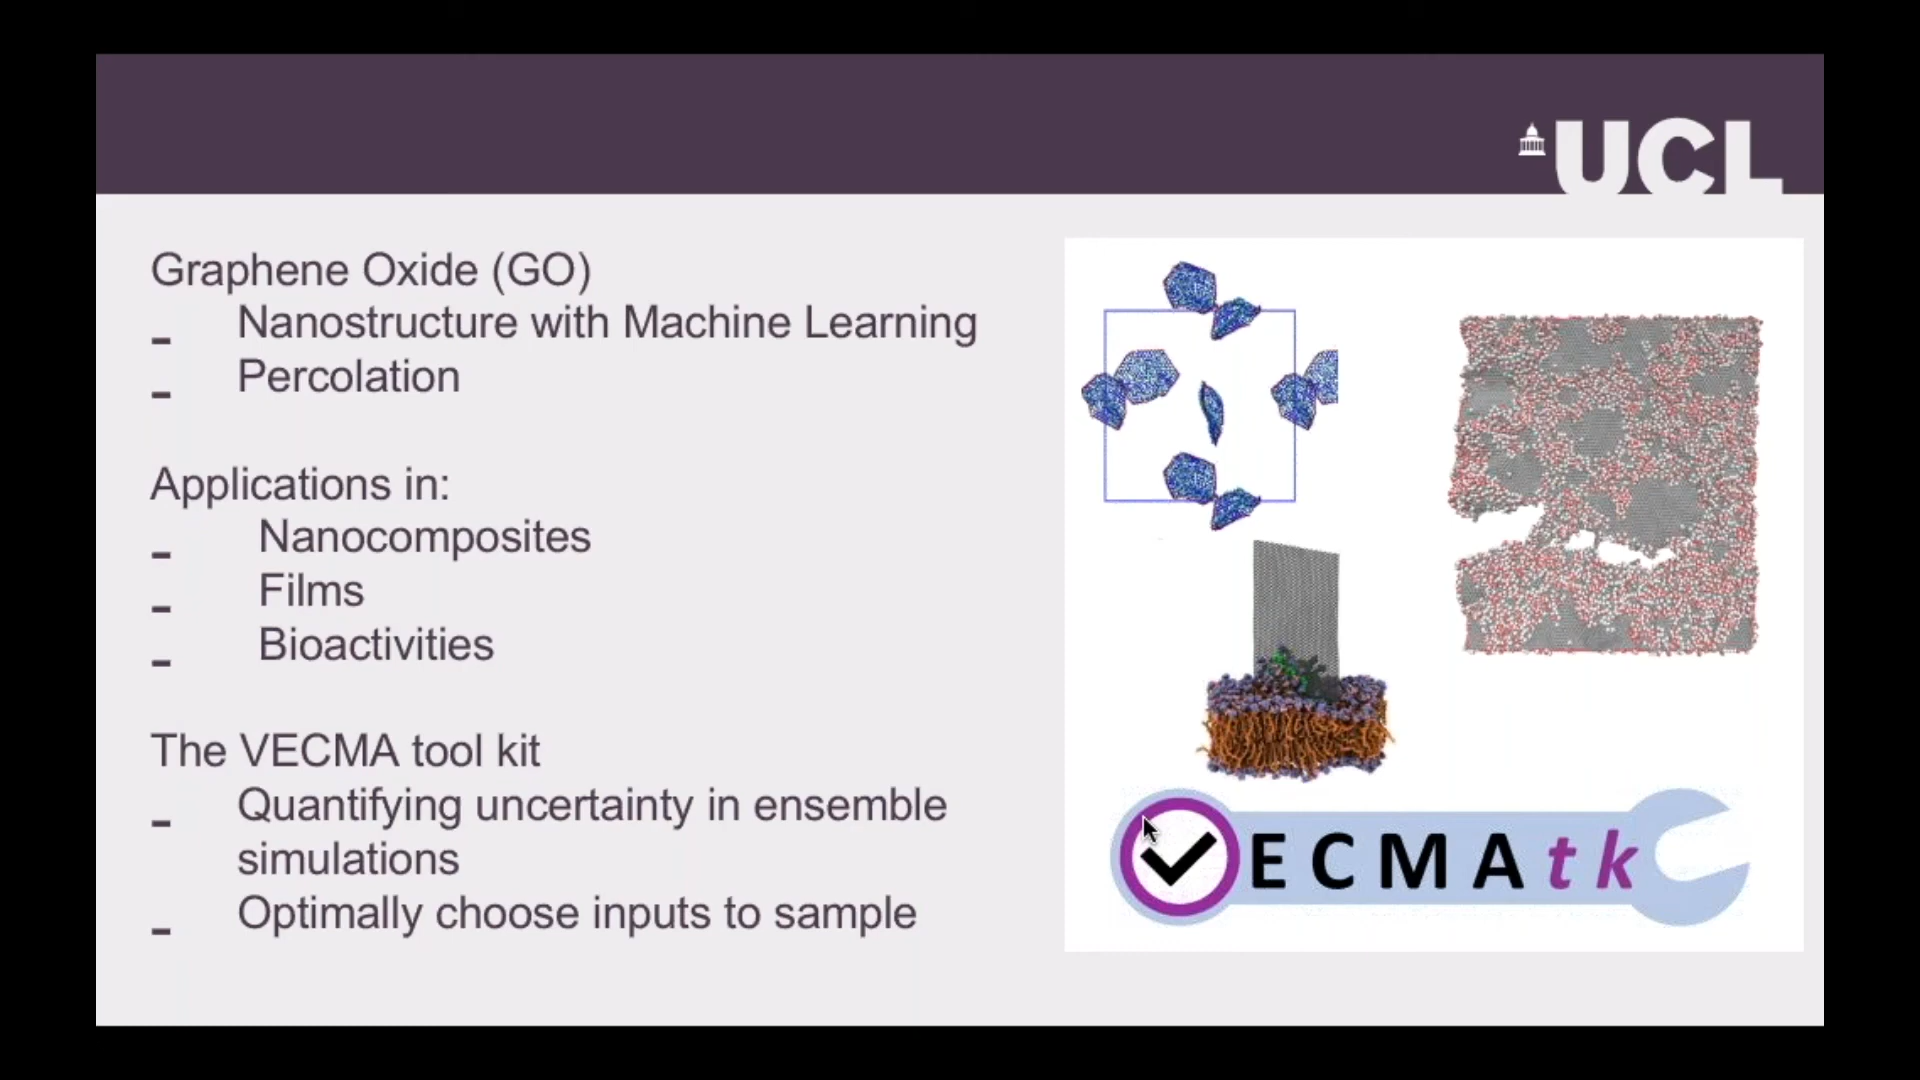 UCL
Graphene Oxide (GO)
- Nanostructure with Machine Learning
- Percolation
Applications in:
- Nanocomposites
- Films
- Bioactivities
The VECMA tool kit
- Quantifying uncertainty in ensemble
simulations
- Optimally choose inputs to sample
ECMAtk